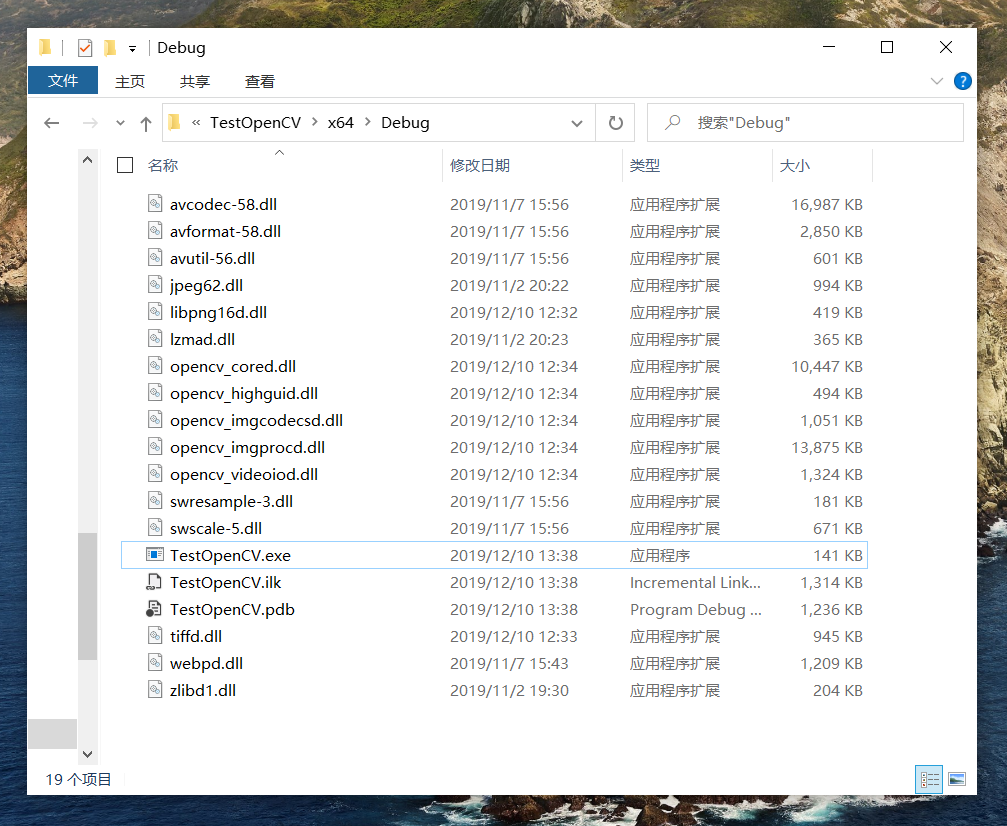 Debug
文件 主页 共享 查看
« TestOpenCV > x64 > Debug 搜索"Debug"
名称 修改日期 类型 大小
avcodec-58.dll 2019/11/7 15:56 应用程序扩展 16,987 KB
avformat-58.dll 2019/11/7 15:56 应用程序扩展 2,850 KB
avutil-56.dll 2019/11/7 15:56 应用程序扩展 601 KB
jpeg62.dll 2019/11/2 20:22 应用程序扩展 994 KB
libpng16d.dll 2019/12/10 12:32 应用程序扩展 419 KB
lzmad.dll 2019/11/2 20:23 应用程序扩展 365 KB
opencv_cored.dll 2019/12/10 12:34 应用程序扩展 10,447 KB
opencv_highguid.dll 2019/12/10 12:34 应用程序扩展 494 KB
opencv_imgcodecsd.dll 2019/12/10 12:34 应用程序扩展 1,051 KB
opencv_imgprocd.dll 2019/12/10 12:34 应用程序扩展 13,875 KB
opencv_videoiod.dll 2019/12/10 12:34 应用程序扩展 1,324 KB
swresample-3.dll 2019/11/7 15:56 应用程序扩展 181 KB
swscale-5.dll 2019/11/7 15:56 应用程序扩展 671 KB
TestOpenCV.exe 2019/12/10 13:38 应用程序 141 KB
TestOpenCV.ilk 2019/12/10 13:38 Incremental Link... 1,314 KB
TestOpenCV.pdb 2019/12/10 13:38 Program Debug ... 1,236 KB
tiffd.dll 2019/12/10 12:33 应用程序扩展 945 KB
webpd.dll 2019/11/7 15:43 应用程序扩展 1,209 KB
zlibd1.dll 2019/11/2 19:30 应用程序扩展 204 KB
19 个项目